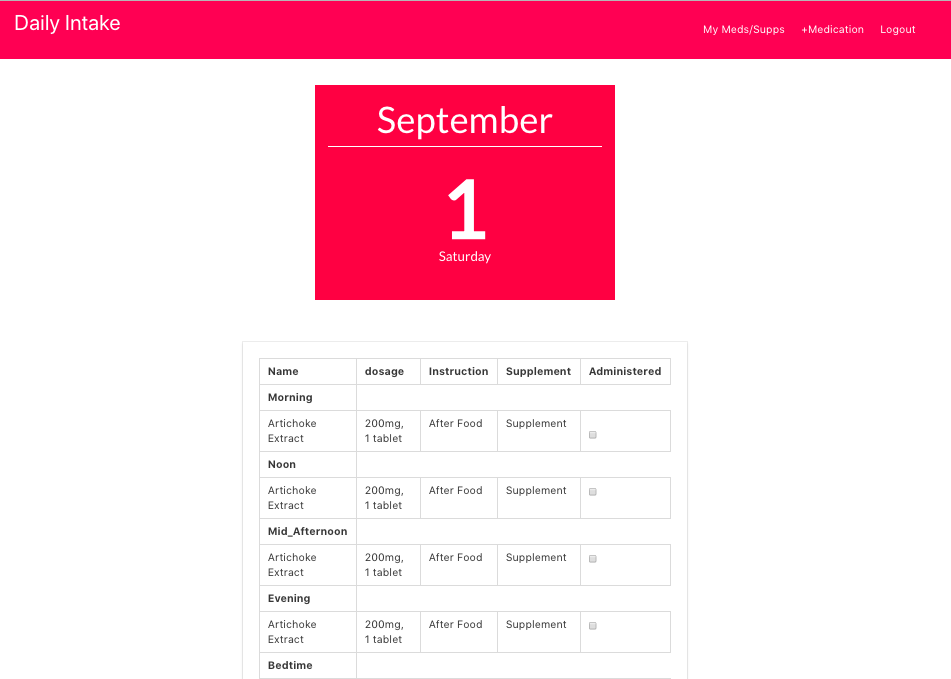 Daily Intake
My Meds/Supps +Medication Logout
September
1
Saturday
Name dosage Instruction Supplement Administered
Morning
Artichoke 200mg, After Food Supplement
Extract 1 tablet
Noon
Artichoke 200mg, After Food Supplement
Extract 1 tablet
Mid_Afternoon
Artichoke 200mg, After Food Supplement
Extract 1 tablet
Evening
Artichoke 200mg, After Food Supplement
Extract 1 tablet
Bedtime